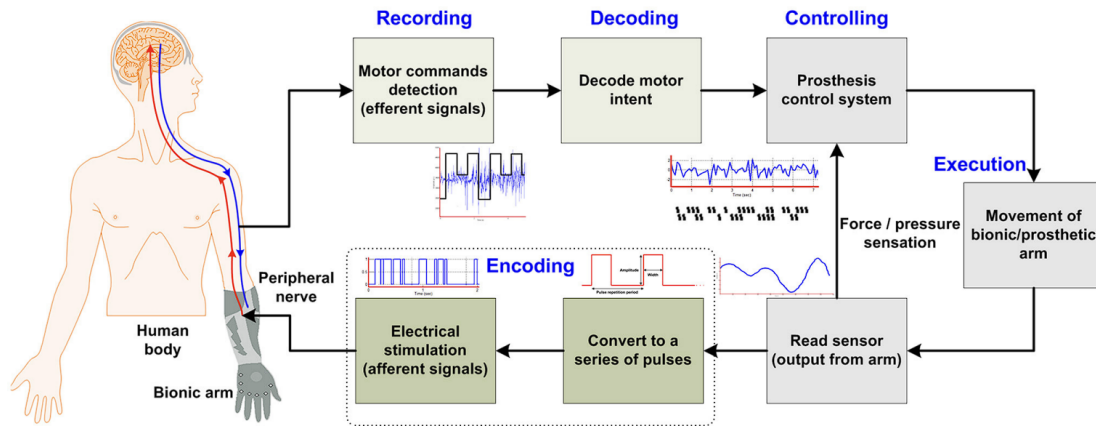 Recording
Decoding
Controlling
Motor commands
detection
(efferent signals)
Decode motor
intent
Prosthesis
control system
Execution
Time (sec)
Force / pressure
sensation
Movement of
bionic/prosthetic
arm
Peripheral
nerve
Encoding
Time (sec)
Amplitude
Width
Pulse repetition period
Human
body
Electrical
stimulation
(afferent signals)
Convert to a
series of pulses
Read sensor
(output from arm)
Bionic arm